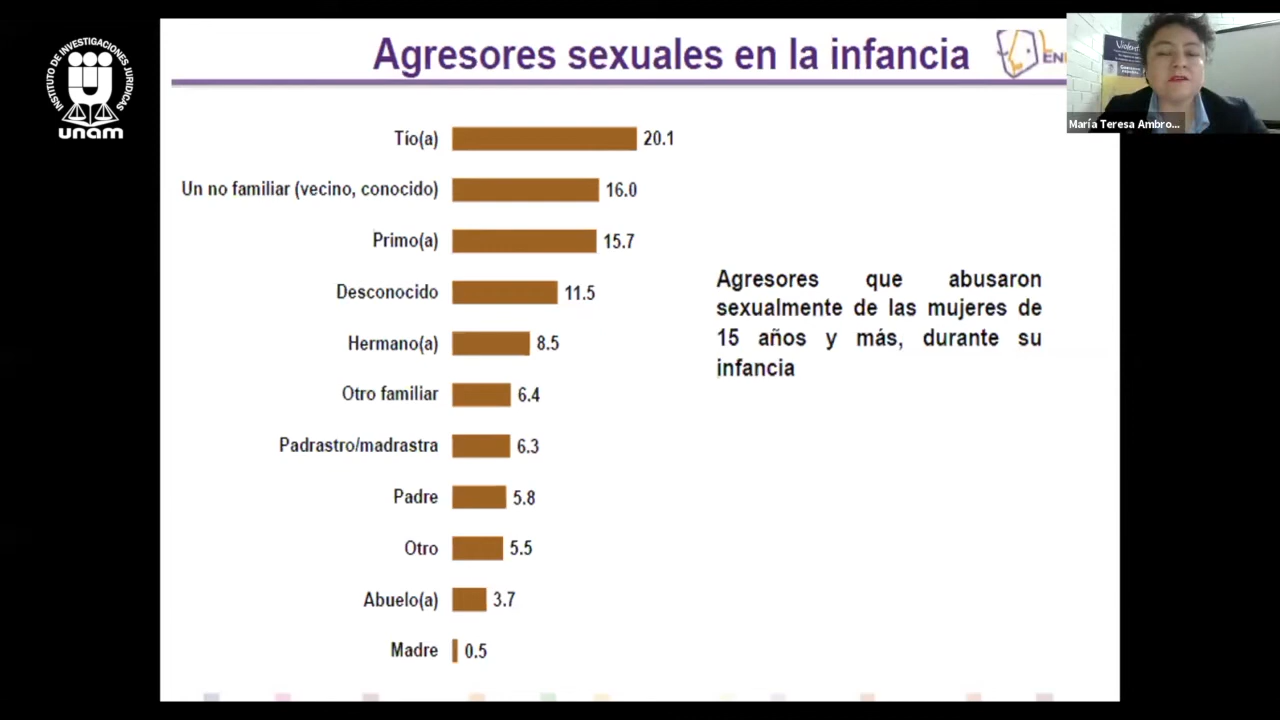 Agresores sexuales en la infancia
INSTITUTO DE INVESTIGACIONES JURIDICAS
UNAM
María Teresa Ambro...
Tío(a) 20.1
Un no familiar (vecino, conocido) 16.0
Primo(a) 15.7
Desconocido 11.5
Hermano(a) 8.5
Otro familiar 6.4
Padrastro/madrastra 6.3
Padre 5.8
Otro 5.5
Abuelo(a) 3.7
Madre 0.5
Agresores que abusaron
sexualmente de las mujeres de
15 años y más, durante su
infancia